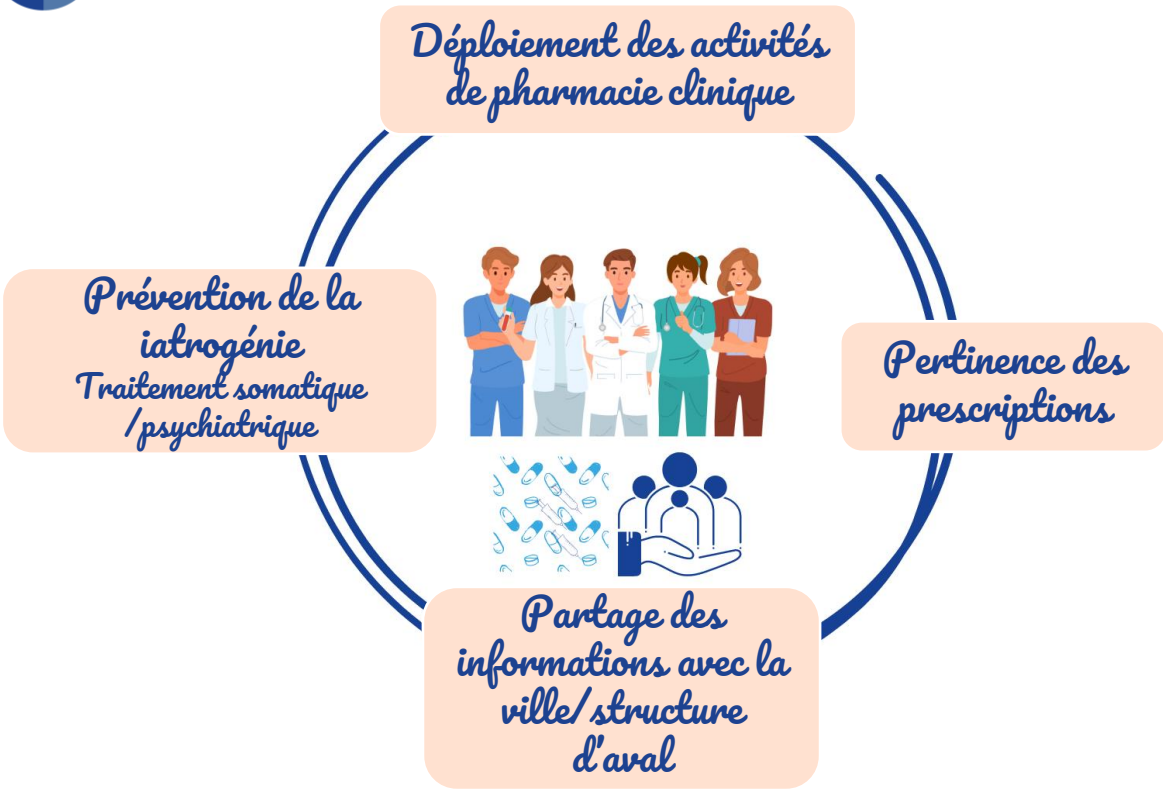 Déploiement des activités
de pharmacie clinique
Prévention de la
iatrogénie
Traitement somatique
/psychiatrique
Pertinence des
prescriptions
Partage des
informations avec la
ville/structure
d'aval